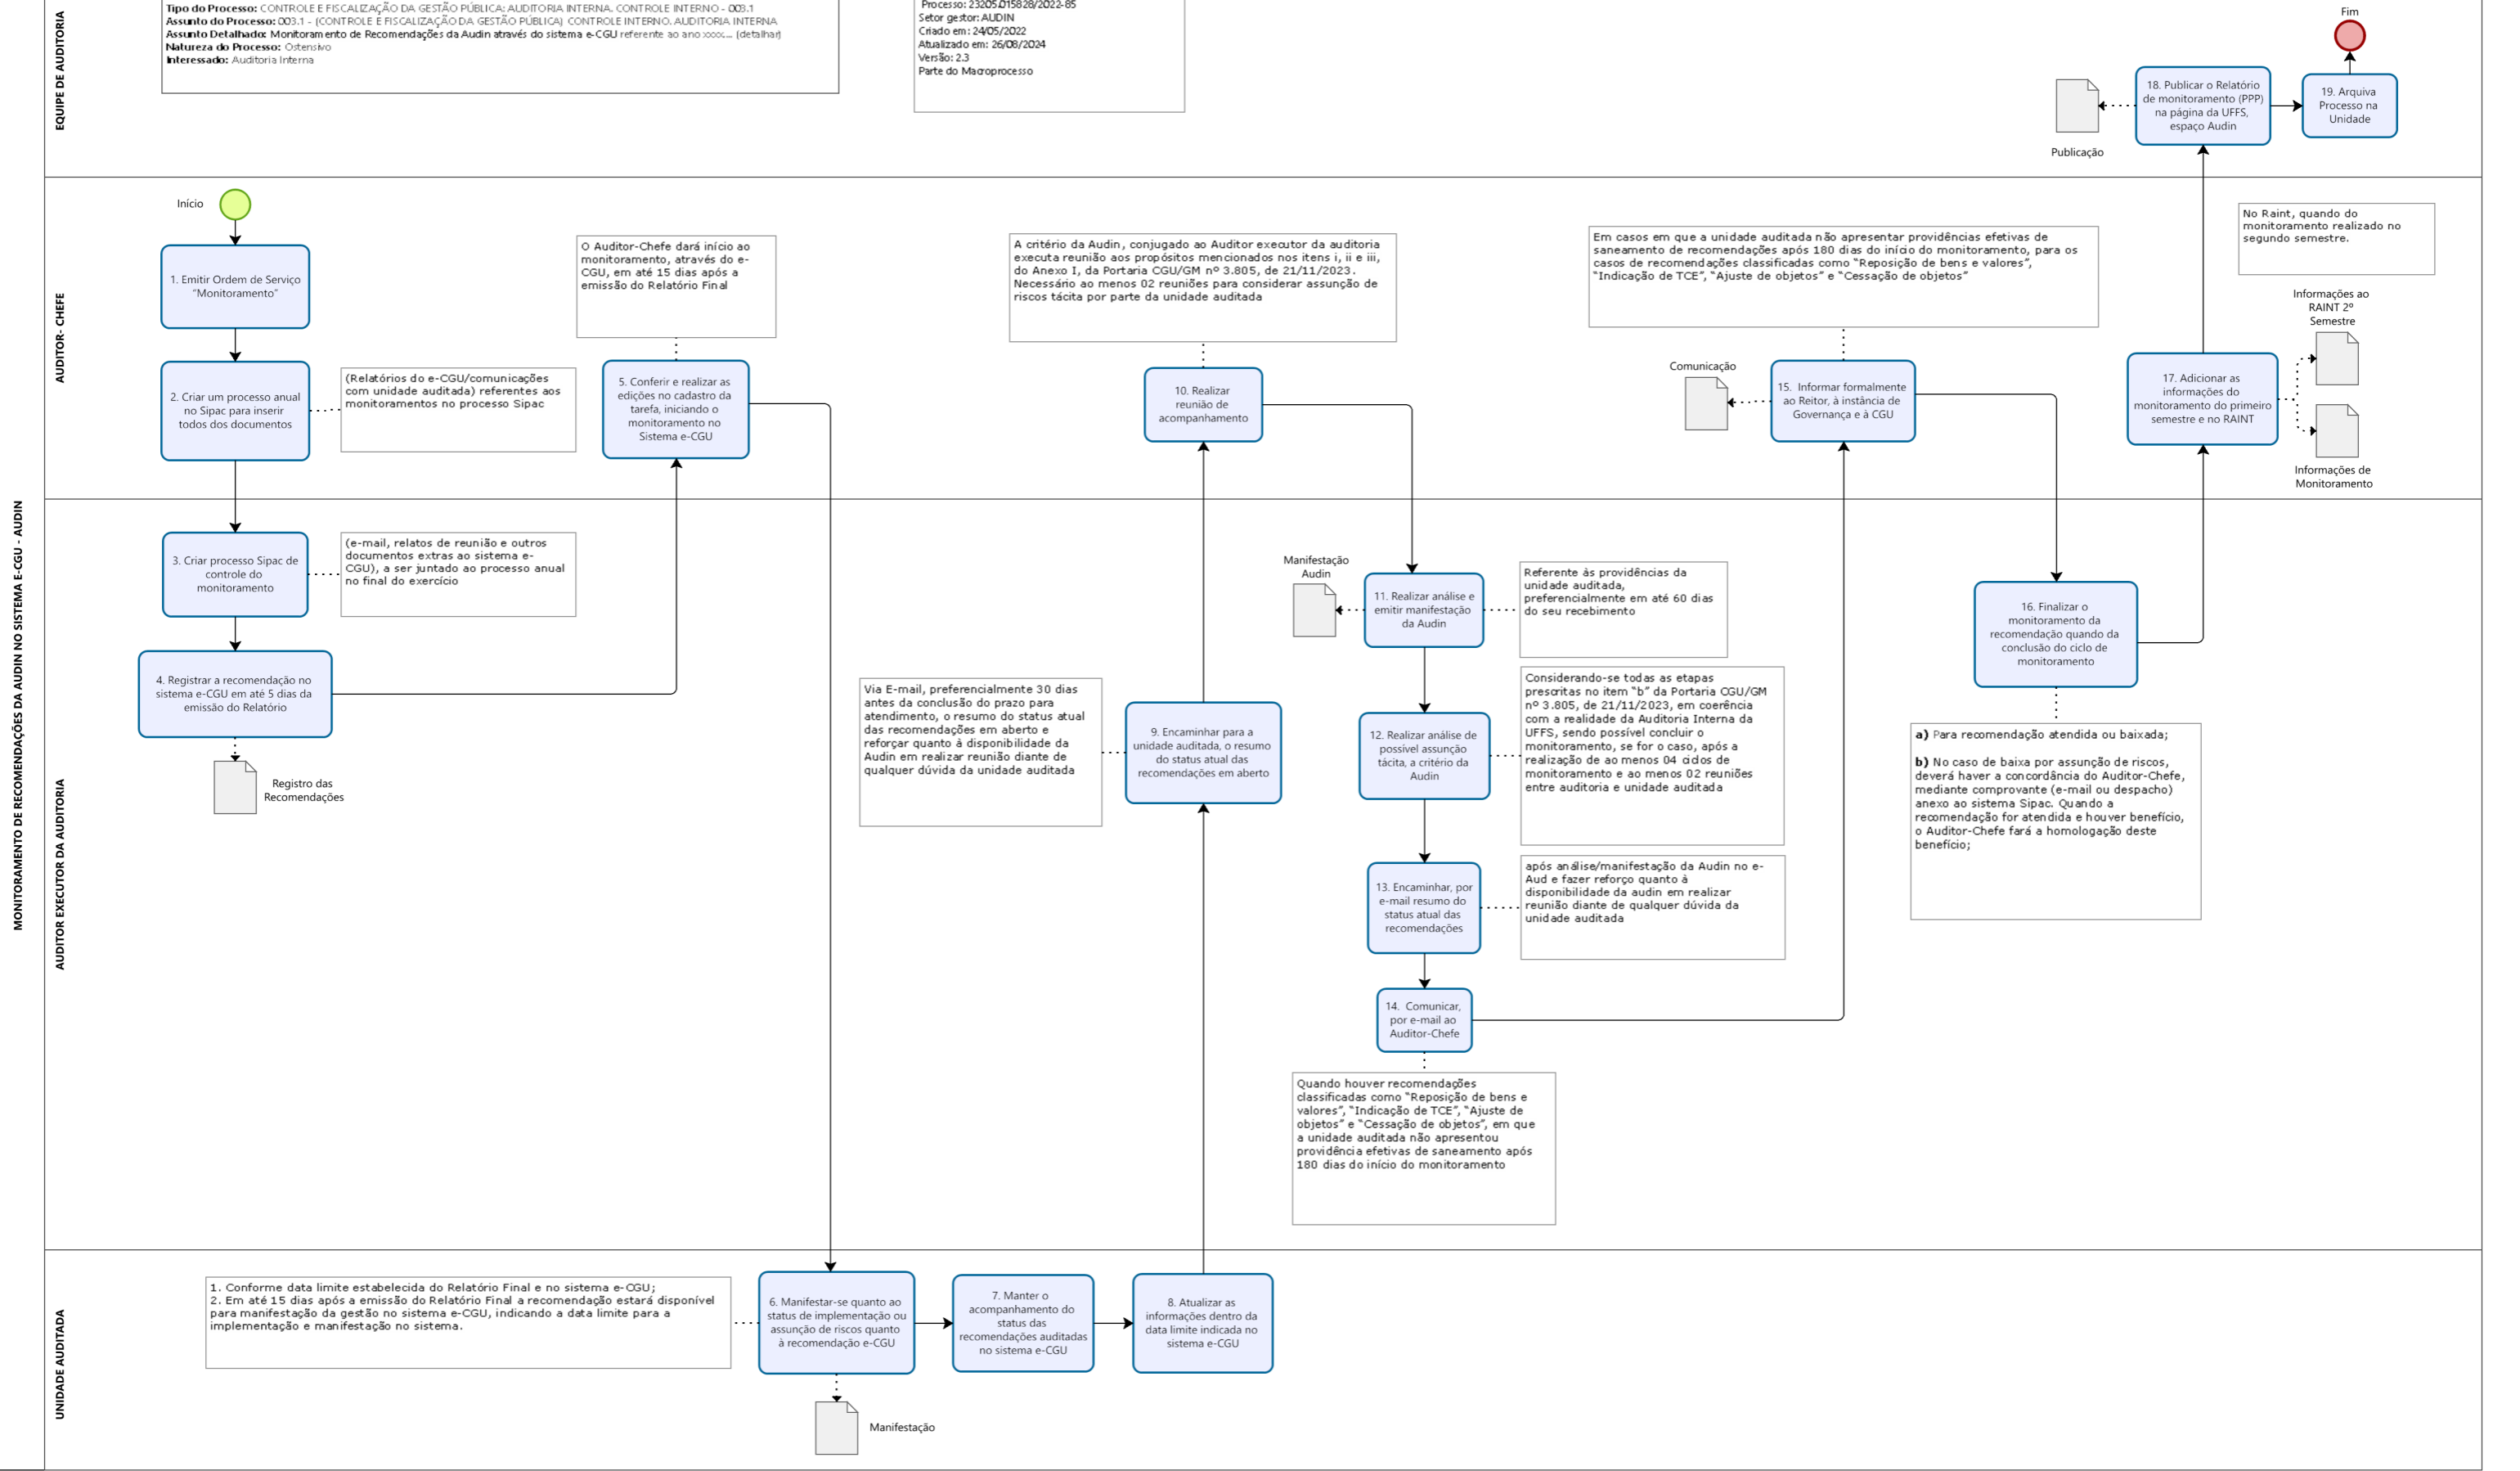 MONITORAMENTO DE RECOMENDAÇÕES DA AUDIN NO SISTEMA E-CGU - AUDIN
EQUIPE DE AUDITORIA
Tipo do Processo: CONTROLE E FISCALIZAÇÃO DA GESTÃO PÚBLICA: AUDITORIA INTERNA. CONTROLE INTERNO - 003.1
Assunto do Processo: 003.1 - (CONTROLE E FISCALIZAÇÃO DA GESTÃO PÚBLICA) CONTROLE INTERNO. AUDITORIA INTERNA
Assunto Detalhado: Monitoramento de Recomendações da Audin através do sistema e-CGU referente ao ano xxxx... (detalhar)
Natureza do Processo: Ostensivo
Interessado: Auditoria Interna
Processo: 23205.015828/2022-85
Setor gestor: AUDIN
Criado em: 24/05/2022
Atualizado em: 26/08/2024
Versão: 2.3
Parte do Macroprocesso
Fim
18. Publicar o Relatório
de monitoramento (PPP)
na página da UFFS,
espaço Audin
19. Arquiva
Processo na
Unidade
Publicação
AUDITOR- CHEFE
Início
1. Emitir Ordem de Serviço
“Monitoramento”
2. Criar um processo anual
no Sipac para inserir
todos dos documentos
(Relatórios do e-CGU/comunicações
com unidade auditada) referentes aos
monitoramentos no processo Sipac
O Auditor-Chefe dará início ao
monitoramento, através do e-
CGU, em até 15 dias após a
emissão do Relatório Final
5. Conferir e realizar as
edições no cadastro da
tarefa, iniciando o
monitoramento no
Sistema e-CGU
A critério da Audin, conjugado ao Auditor executor da auditoria
executa reunião aos propósitos mencionados nos itens i, ii e iii,
do Anexo I, da Portaria CGU/GM nº 3.805, de 21/11/2023.
Necessário ao menos 02 reuniões para considerar assunção de
riscos tácita por parte da unidade auditada
10. Realizar
reunião de
acompanhamento
Em casos em que a unidade auditada não apresentar providências efetivas de
saneamento de recomendações após 180 dias do início do monitoramento, para os
casos de recomendações classificadas como “Reposição de bens e valores”,
“Indicação de TCE”, “Ajuste de objetos” e “Cessação de objetos”
Comunicação
15. Informar formalmente
ao Reitor, à instância de
Governança e à CGU
No Raint, quando do
monitoramento realizado no
segundo semestre.
17. Adicionar as
informações do
monitoramento do primeiro
semestre e no RAINT
Informações ao
RAINT 2º
Semestre
Informações de
Monitoramento
AUDITOR EXECUTOR DA AUDITORIA
3. Criar processo Sipac de
controle do
monitoramento
(e-mail, relatos de reunião e outros
documentos extras ao sistema e-
CGU), a ser juntado ao processo anual
no final do exercício
4. Registrar a recomendação no
sistema e-CGU em até 5 dias da
emissão do Relatório
Registro das
Recomendações
Via E-mail, preferencialmente 30 dias
antes da conclusão do prazo para
atendimento, o resumo do status atual
das recomendações em aberto e
reforçar quanto à disponibilidade da
Audin em realizar reunião diante de
qualquer dúvida da unidade auditada
9. Encaminhar para a
unidade auditada, o resumo
do status atual das
recomendações em aberto
Manifestação
Audin
11. Realizar análise e
emitir manifestação
da Audin
Referente às providências da
unidade auditada,
preferencialmente em até 60 dias
do seu recebimento
12. Realizar análise de
possível assunção
tácita, a critério da
Audin
Considerando-se todas as etapas
prescritas no item “b” da Portaria CGU/GM
nº 3.805, de 21/11/2023, em coerência
com a realidade da Auditoria Interna da
UFFS, sendo possível concluir o
monitoramento, se for o caso, após a
realização de ao menos 04 ciclos de
monitoramento e ao menos 02 reuniões
entre auditoria e unidade auditada
13. Encaminhar, por
e-mail resumo do
status atual das
recomendações
após análise/manifestação da Audin no e-
Aud e fazer reforço quanto à
disponibilidade da audin em realizar
reunião diante de qualquer dúvida da
unidade auditada
14. Comunicar,
por e-mail ao
Auditor-Chefe
Quando houver recomendações
classificadas como “Reposição de bens e
valores”, “Indicação de TCE”, “Ajuste de
objetos” e “Cessação de objetos”, em que
a unidade auditada não apresentou
providência efetivas de saneamento após
180 dias do início do monitoramento
16. Finalizar o
monitoramento da
recomendação quando da
conclusão do ciclo de
monitoramento
a) Para recomendação atendida ou baixada;
b) No caso de baixa por assunção de riscos,
deverá haver a concordância do Auditor-Chefe,
mediante comprovante (e-mail ou despacho)
anexo ao sistema Sipac. Quando a
recomendação for atendida e houver benefício,
o Auditor-Chefe fará a homologação deste
benefício;
UNIDADE AUDITADA
1. Conforme data limite estabelecida do Relatório Final e no sistema e-CGU;
2. Em até 15 dias após a emissão do Relatório Final a recomendação estará disponível
para manifestação da gestão no sistema e-CGU, indicando a data limite para a
implementação e manifestação no sistema.
6. Manifestar-se quanto ao
status de implementação ou
assunção de riscos quanto
à recomendação e-CGU
7. Manter o
acompanhamento do
status das
recomendações auditadas
no sistema e-CGU
8. Atualizar as
informações dentro da
data limite indicada no
sistema e-CGU
Manifestação